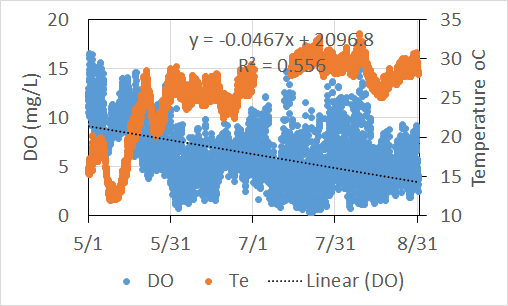 y = -0.0467x + 2096.8
R² = 0.556
20
15
10
5
0
DO (mg/L)
35
30
25
20
15
10
Temperature oC
5/1 5/31 7/1 7/31 8/31
DO Te Linear (DO)